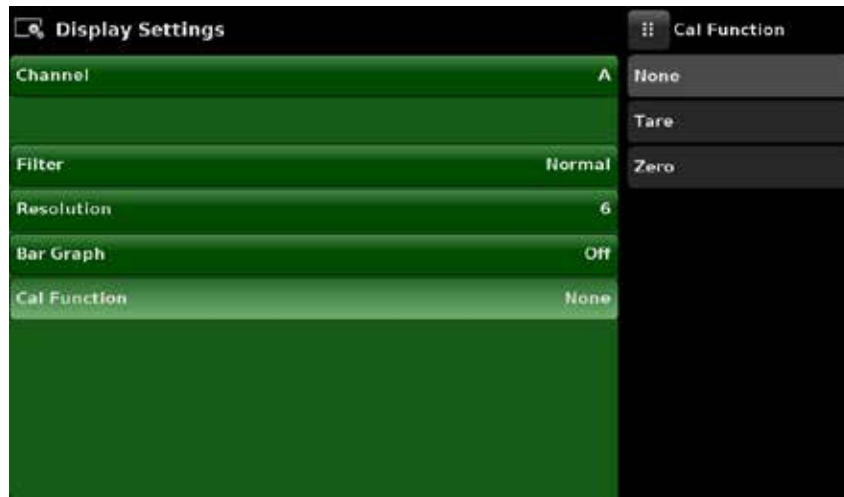 Display Settings
Channel A
Filter Normal
Resolution 6
Bar Graph Off
Cal Function None
Cal Function
None
Tare
Zero